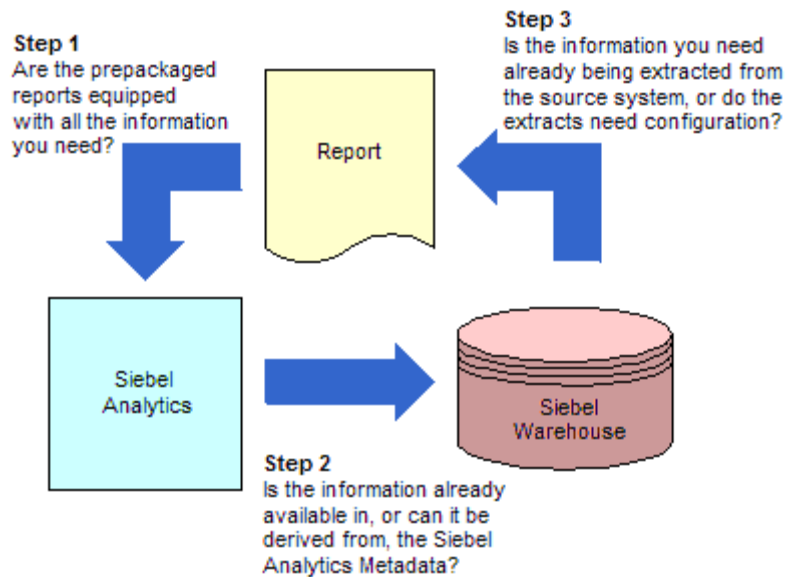 Step 1
Are the prepackaged
reports equipped
with all the information
you need?
Report
Step 3
Is the information you need
already being extracted from
the source system, or do the
extracts need configuration?
Siebel
Analytics
Siebel
Warehouse
Step 2
Is the information already
available in, or can it be
derived from, the Siebel
Analytics Metadata?